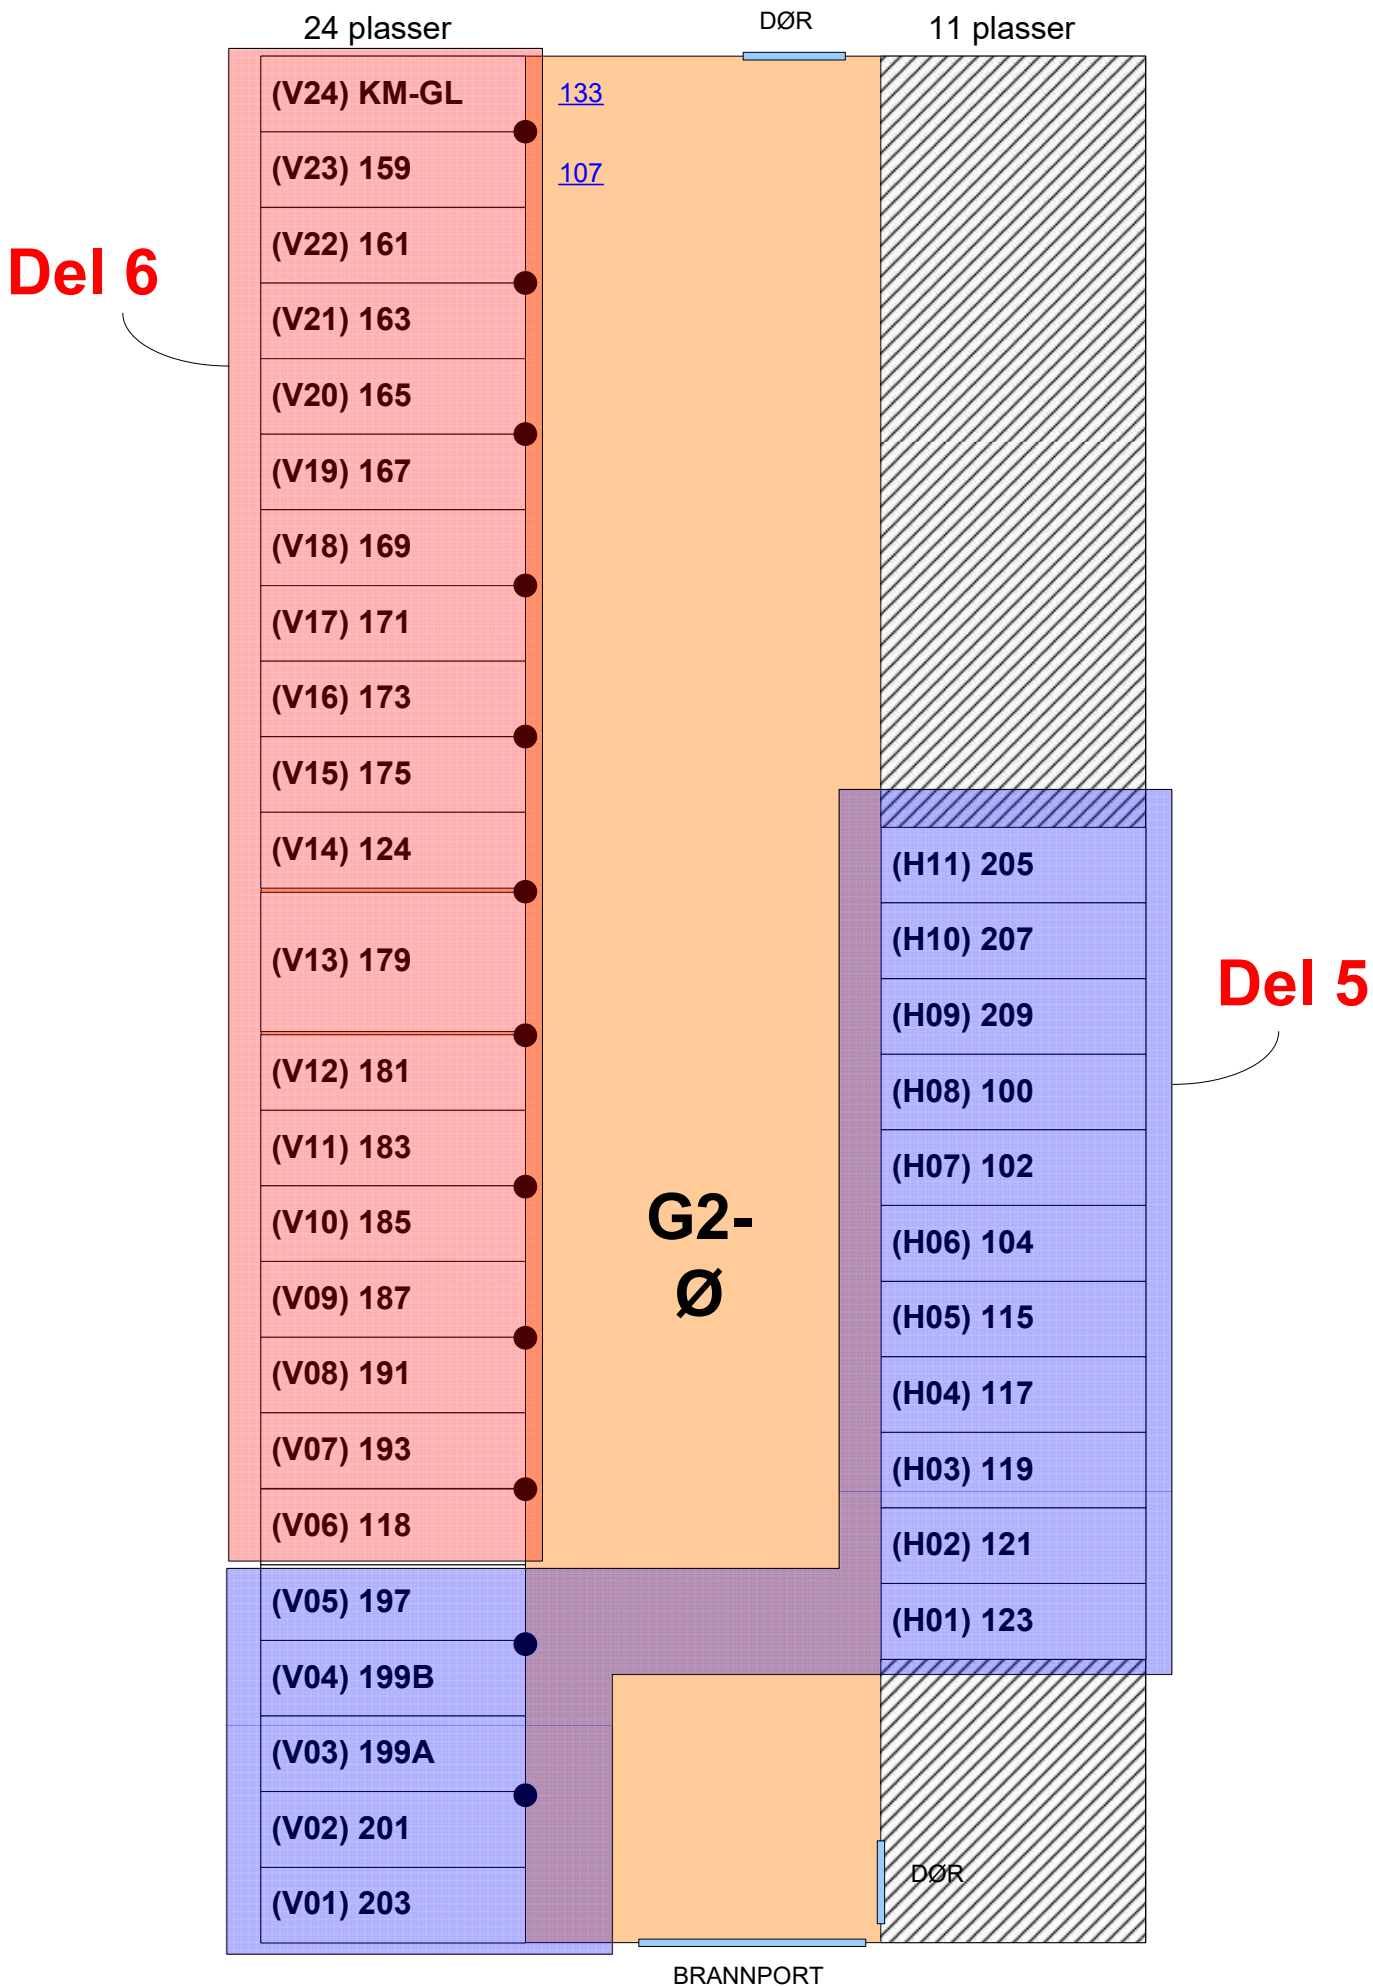 24 plasser
DØR
11 plasser
(V24) KM-GL
133
(V23) 159
107
(V22) 161
Del 6
(V21) 163
(V20) 165
(V19) 167
(V18) 169
(V17) 171
(V16) 173
(V15) 175
(V14) 124
(V13) 179
(V12) 181
(V11) 183
(V10) 185
(V09) 187
(V08) 191
(V07) 193
(V06) 118
(V05) 197
(V04) 199B
(V03) 199A
(V02) 201
(V01) 203
G2-
Ø
(H11) 205
(H10) 207
(H09) 209
Del 5
(H08) 100
(H07) 102
(H06) 104
(H05) 115
(H04) 117
(H03) 119
(H02) 121
(H01) 123
DØR
BRANNPORT